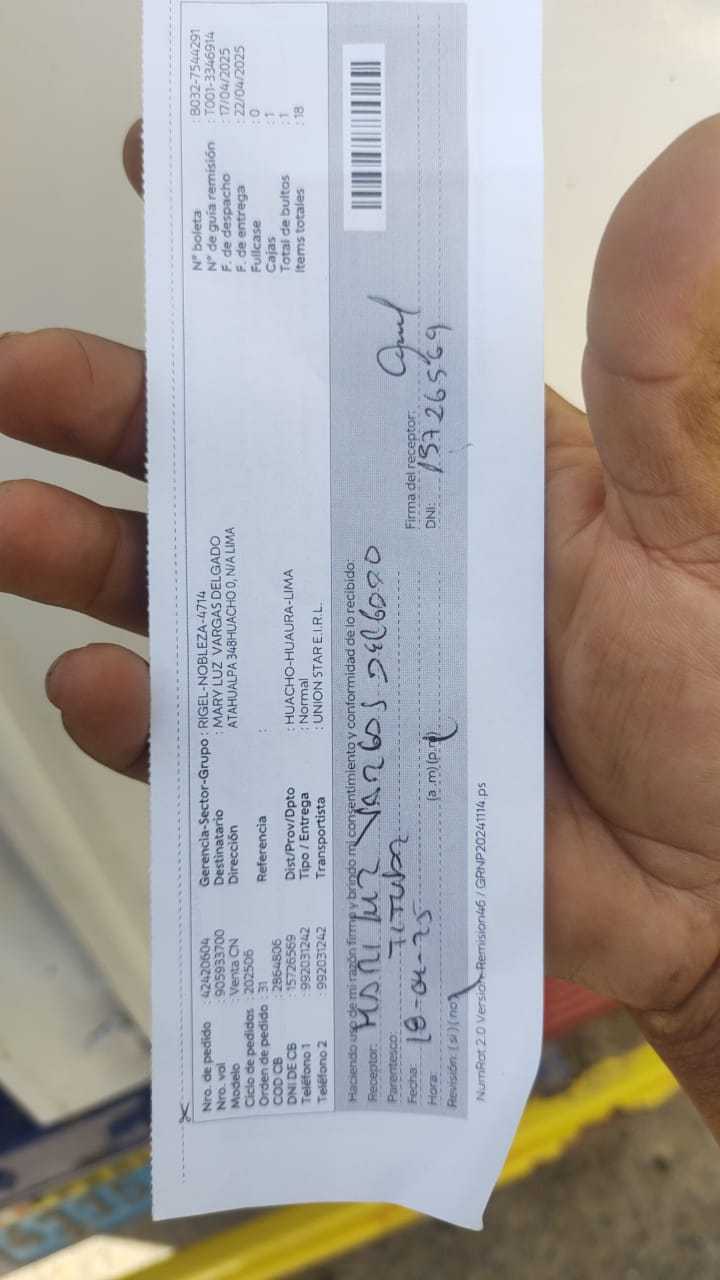 Nro. de pedido : 42420604 Gerencia-Sector-Grupo : RIGEL-NOBLEZA-4714 N° boleta : B032-7544291
Nro. vol : 905933700 Destinatario : MARY LUZ VARGAS DELGADO N° de guía remisión : T001-3346914
Modelo : Venta CN Dirección : ATAHUALPA 348HUACHO 0, N/A LIMA F. de despacho : 17/04/2025
Ciclo de pedidos : 202506 F. de entrega : 22/04/2025
Orden de pedido : 31 Referencia : Fullcase : 0
COD CB : 2864806 Cajas : 1
DNI DE CB : 15726569 Dist/Prov/Dpto : HUACHO-HUAURA-LIMA Total de bultos : 1
Teléfono 1 : 992031242 Tipo / Entrega : Normal Items totales : 18
Teléfono 2 : 992031242 Transportista : UNION STAR E.I.R.L.
Haciendo uso de mi razón firmo y brindo mi consentimiento y conformidad de lo recibido:
Receptor: MARI LUZ VARGAS DELGADO
Parentesco: TITULAR Firma del receptor:
Fecha: 18-04-25 DNI: 15726569
Hora: (a.m) (p.m)
Revisión: (si) (no)
NumRot 2.0 Version-Remision46 / GRNP20241114.ps